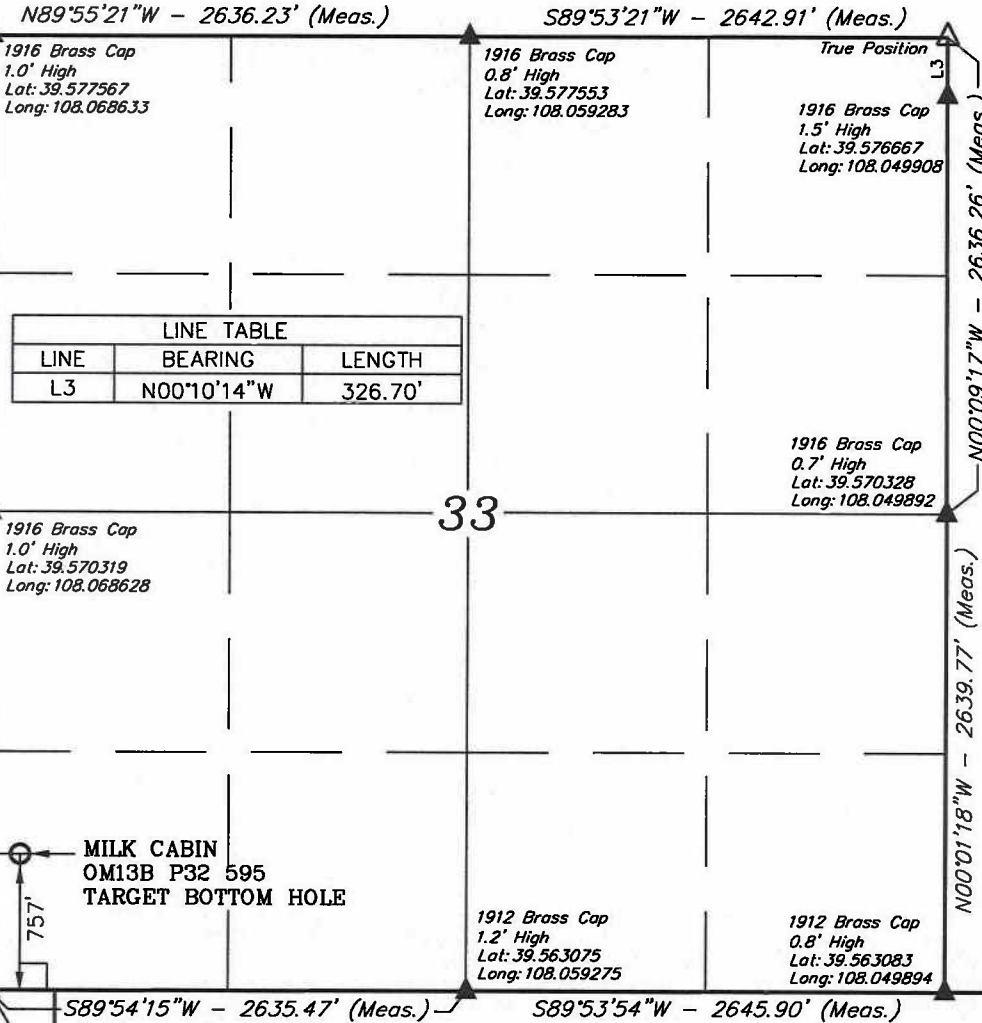 N89°55'21"W - 2636.23' (Meas.)
S89°53'21"W - 2642.91' (Meas.)
1916 Brass Cap
1.0' High
Lat: 39.577567
Long: 108.068633
1916 Brass Cap
0.8' High
Lat: 39.577553
Long: 108.059283
True Position
L3
1916 Brass Cap
1.5' High
Lat: 39.576667
Long: 108.049908
N00°09'17"W - 2636.26' (Meas.)
LINE TABLE
LINE BEARING LENGTH
L3 N00°10'14"W 326.70'
1916 Brass Cap
0.7' High
Lat: 39.570328
Long: 108.049892
33
1916 Brass Cap
1.0' High
Lat: 39.570319
Long: 108.068628
N00°01'18"W - 2639.77' (Meas.)
MILK CABIN
OM13B P32 595
TARGET BOTTOM HOLE
757'
1912 Brass Cap
1.2' High
Lat: 39.563075
Long: 108.059275
1912 Brass Cap
0.8' High
Lat: 39.563083
Long: 108.049894
S89°54'15"W - 2635.47' (Meas.)
S89°53'54"W - 2645.90' (Meas.)